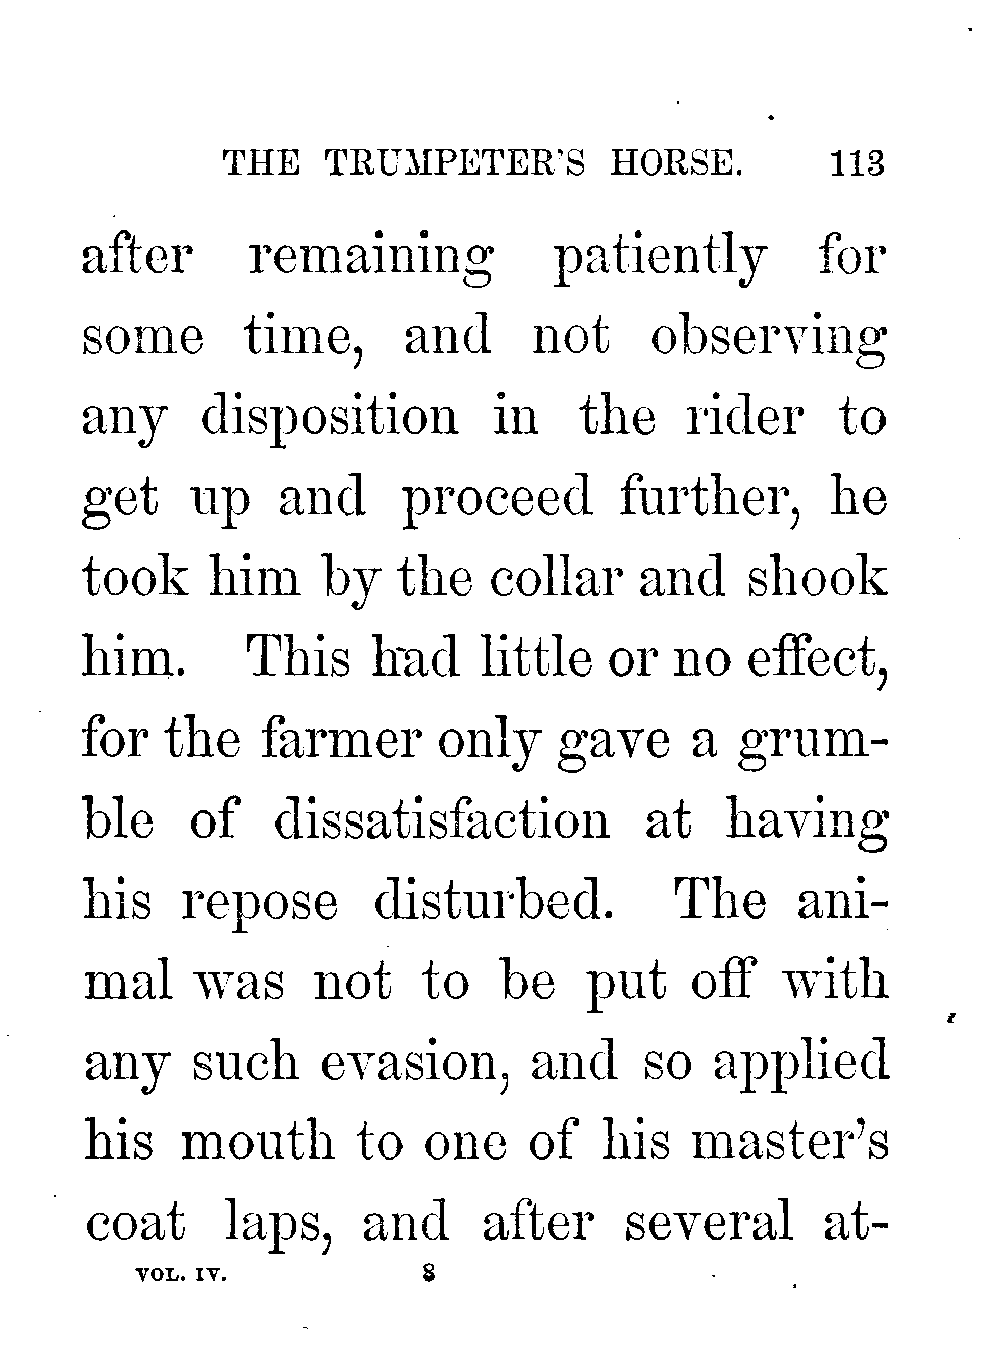 THE TRUMPETER'S HORSE. 113
after remaining patiently for
some time, and not observing
any disposition in the rider to
get up and proceed further, he
took him by the collar and shook
him. This had little or no effect,
for the farmer only gave a grum-
ble of dissatisfaction at having
his repose disturbed. The ani-
mal was not to be put off with
any such evasion, and so applied
his mouth to one of his master's
coat laps, and after several at-
VOL. IV. 8